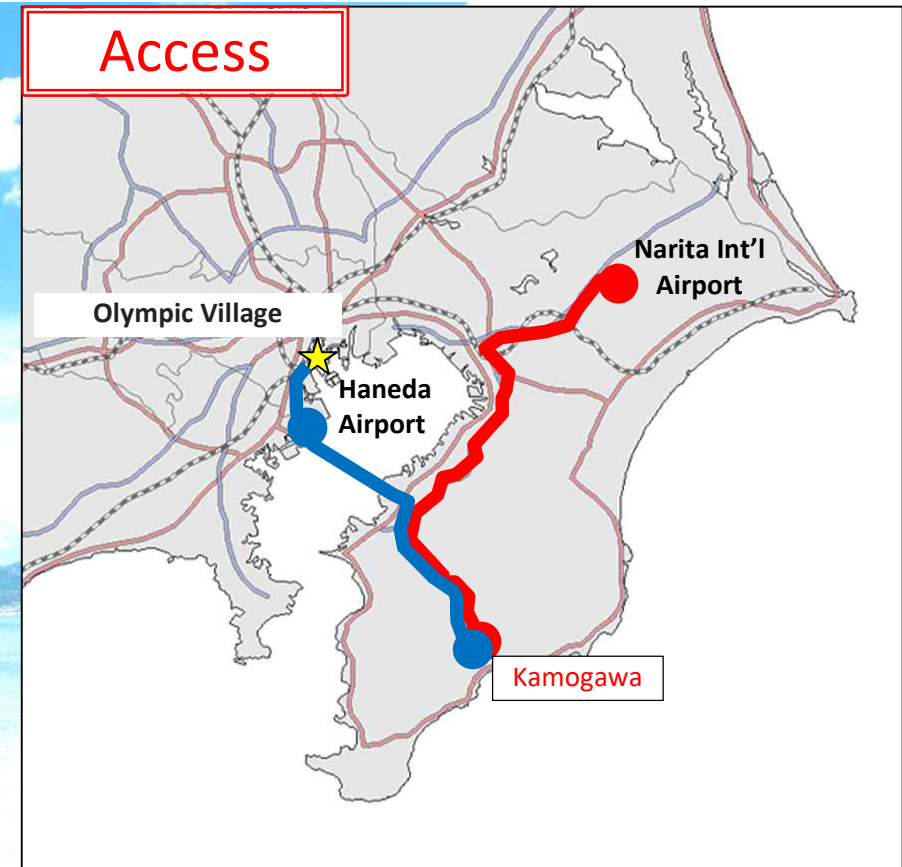 Access
Narita Int’l
Airport
Olympic Village
Haneda
Airport
Kamogawa